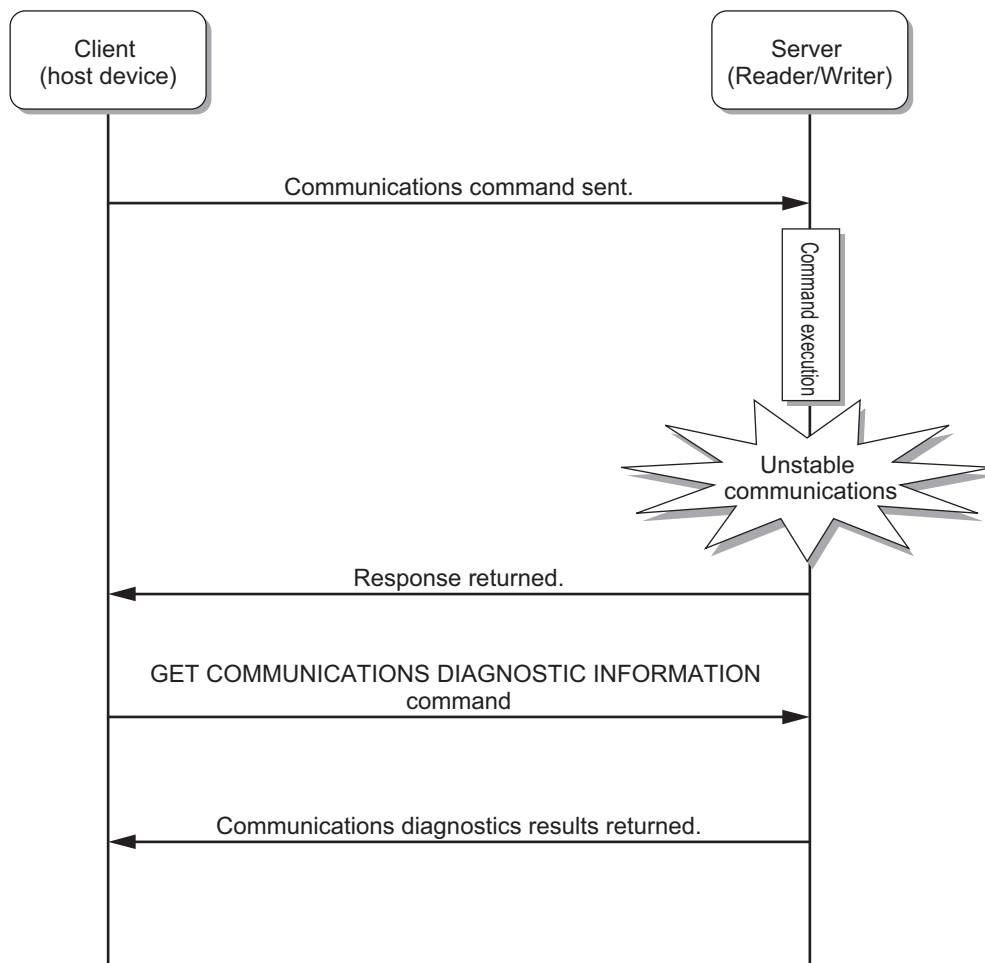 Client
(host device)
Server
(Reader/Writer)
Communications command sent.
Command execution
Unstable
communications
Response returned.
GET COMMUNICATIONS DIAGNOSTIC INFORMATION
command
Communications diagnostics results returned.